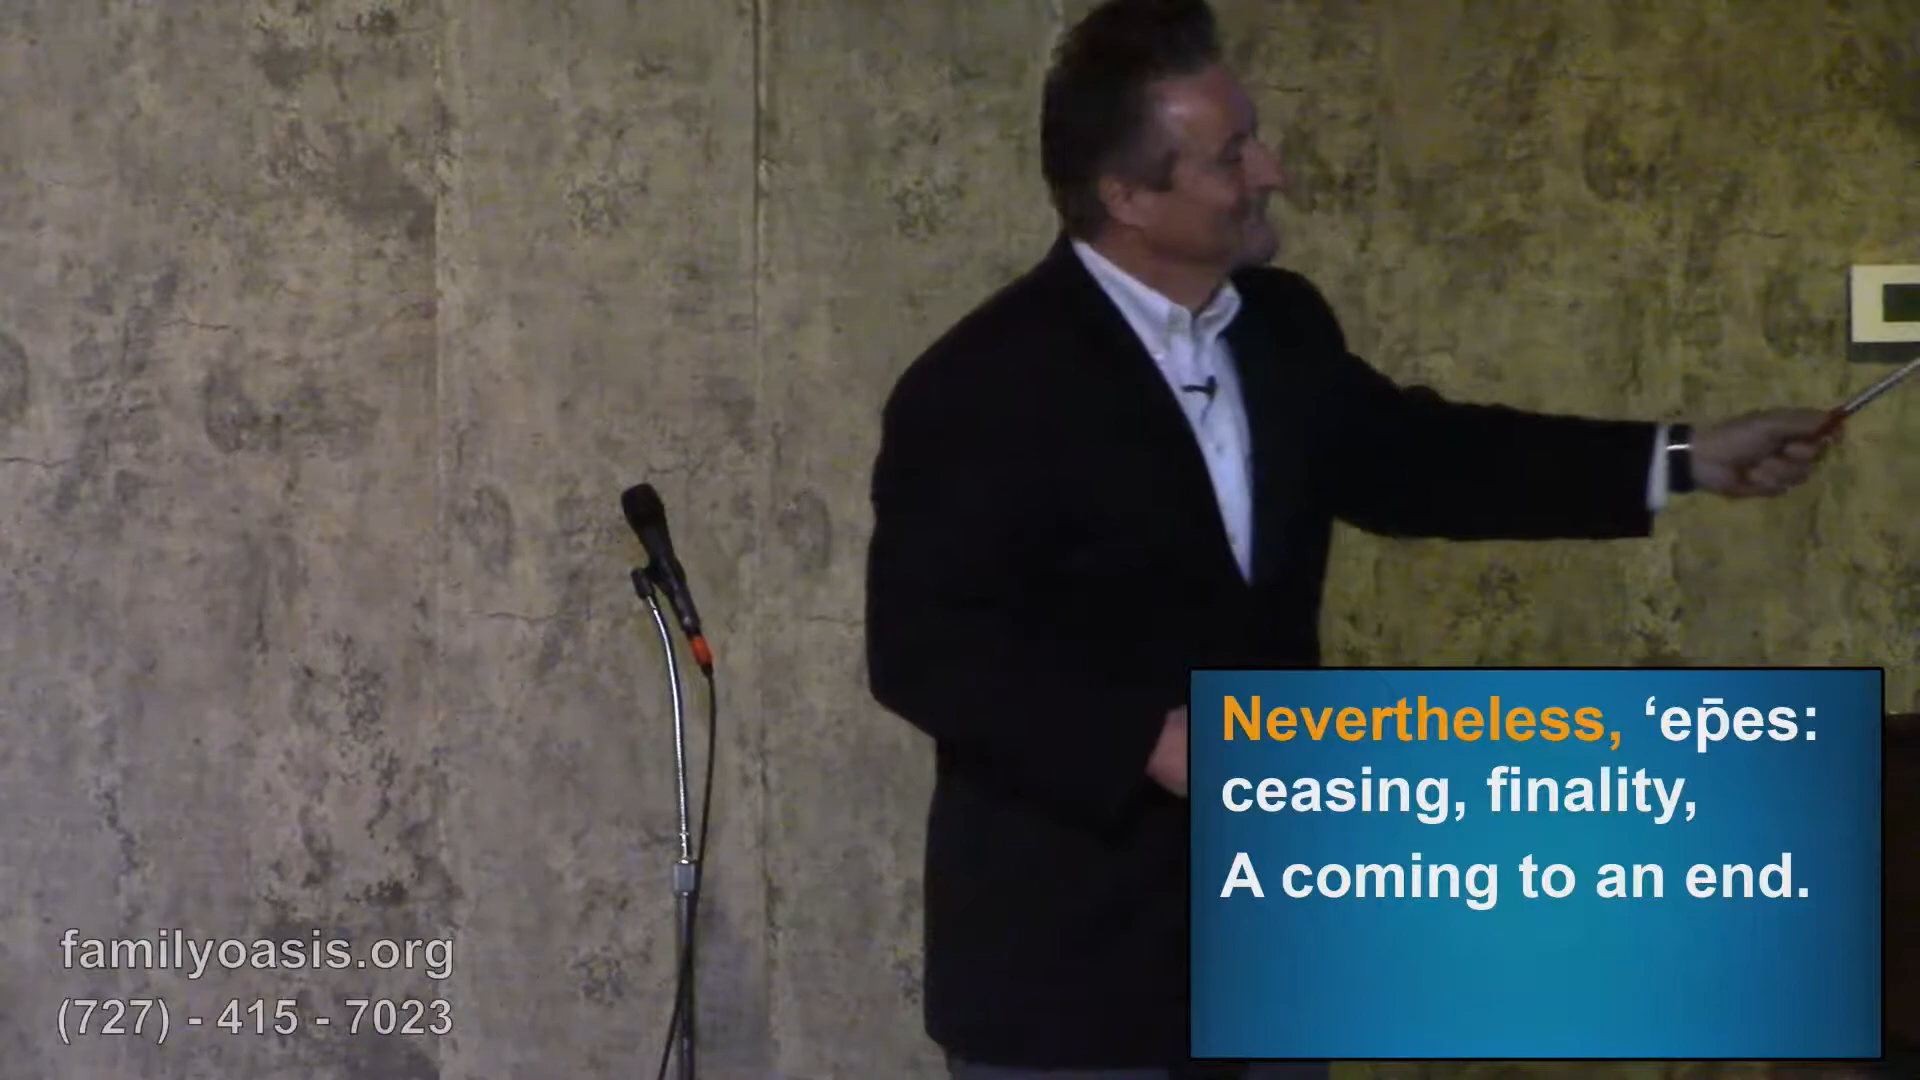 Nevertheless, ‘ep̄es:
ceasing, finality,
A coming to an end.
familyoasis.org
(727) - 415 - 7023